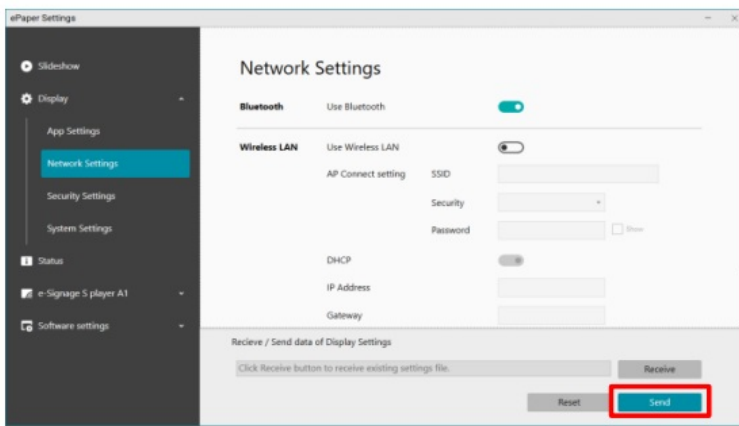 ePaper Settings
Slideshow
Display
App Settings
Network Settings
Security Settings
System Settings
Status
e-Signage S player A1
Software settings
Network Settings
Bluetooth Use Bluetooth
Wireless LAN Use Wireless LAN
AP Connect setting SSID
Security
Password Show
DHCP
IP Address
Gateway
Recieve / Send data of Display Settings
Click Receive button to receive existing settings file. Receive
Reset Send